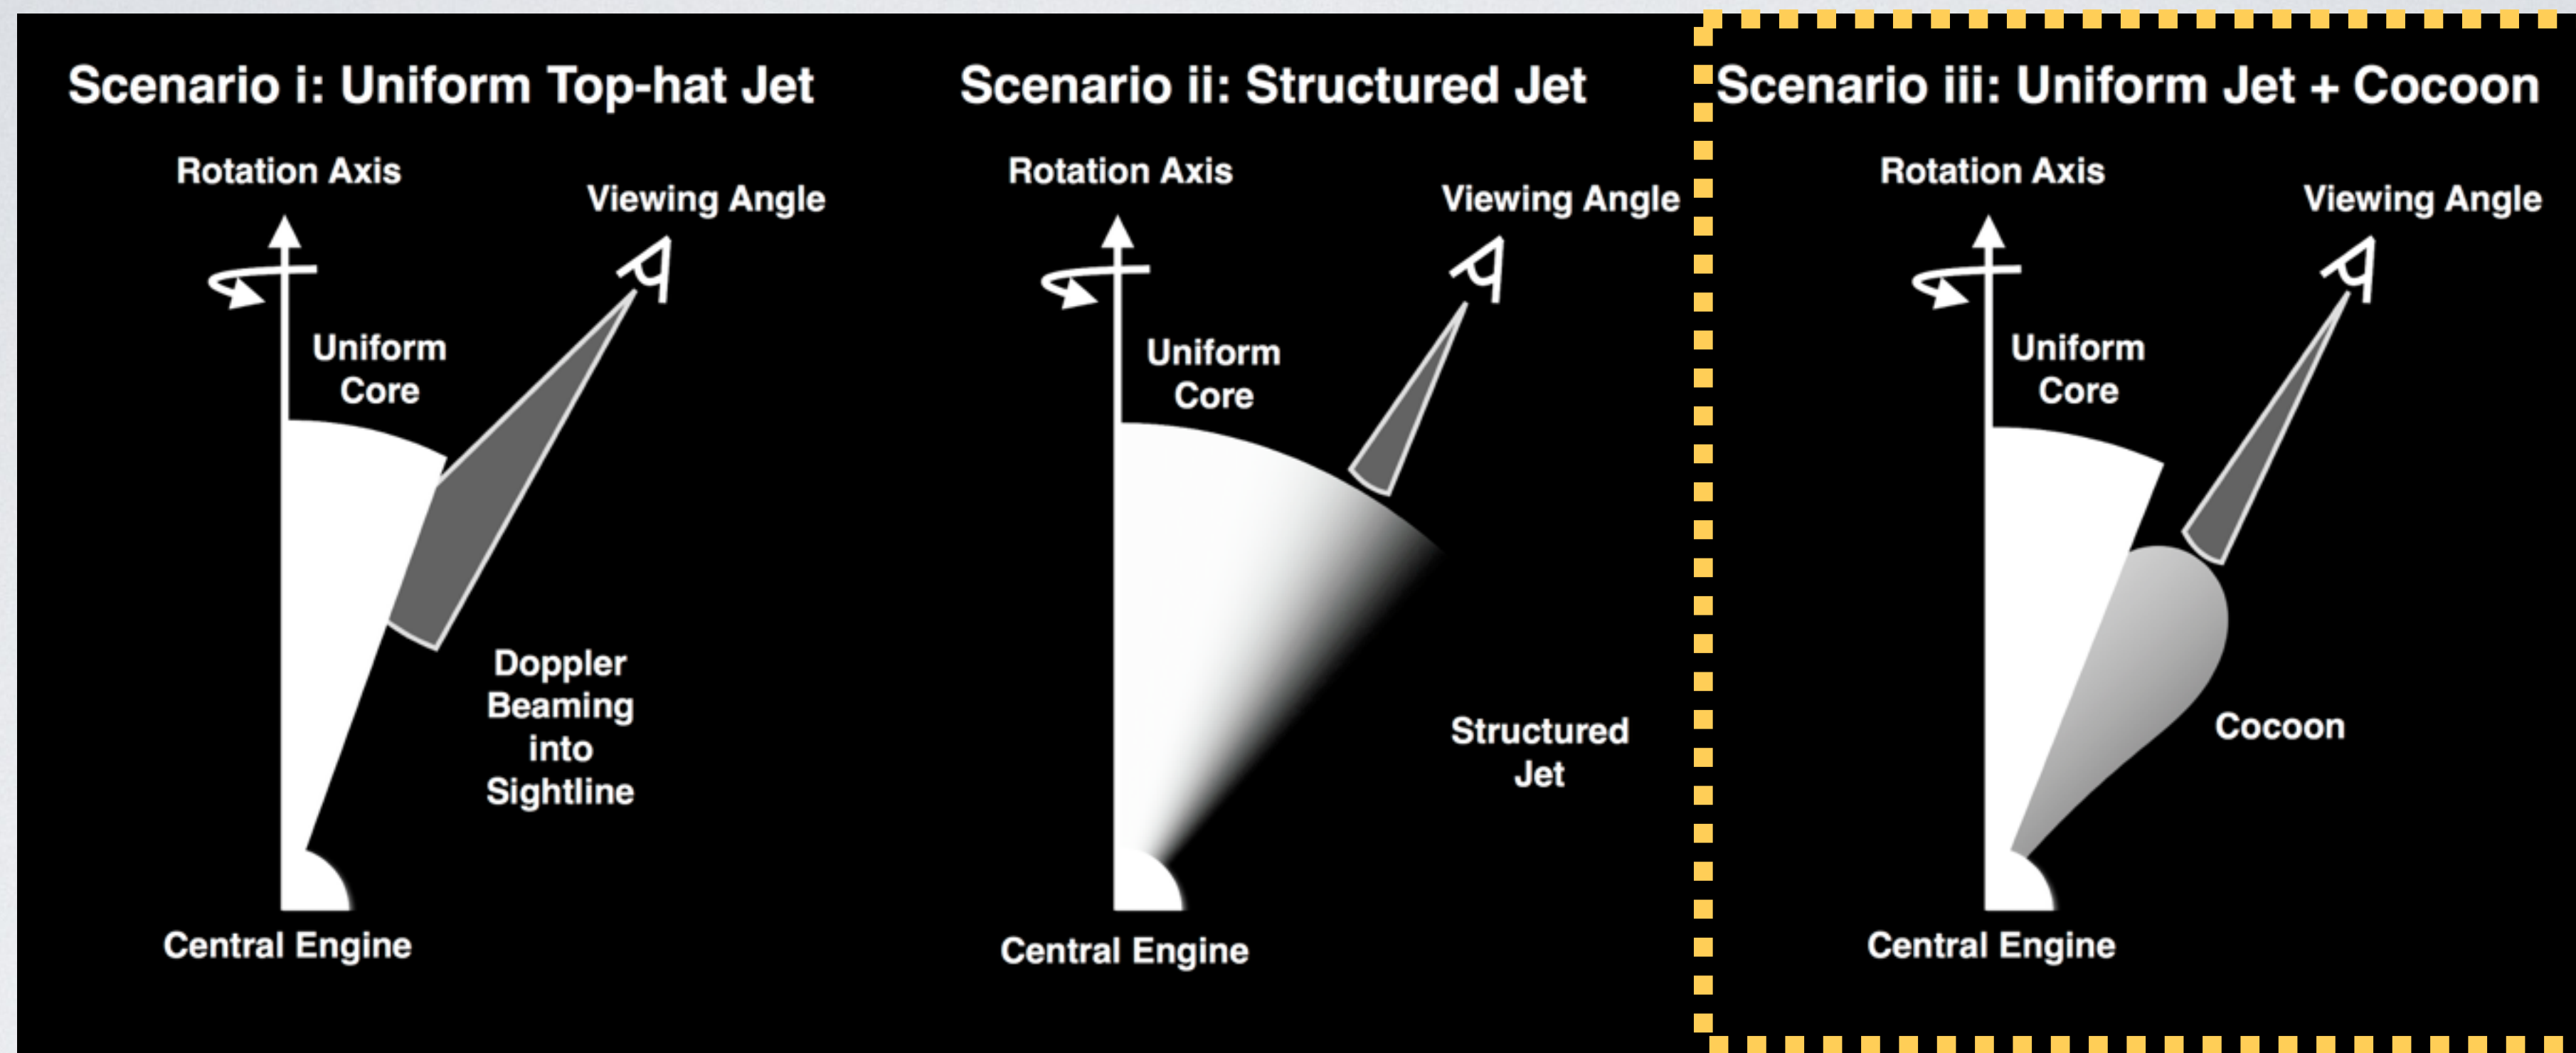 Scenario i: Uniform Top-hat Jet
Rotation Axis
Viewing Angle
Uniform
Core
Doppler
Beaming
into
Sightline
Central Engine
Scenario ii: Structured Jet
Rotation Axis
Viewing Angle
Uniform
Core
Structured
Jet
Central Engine
Scenario iii: Uniform Jet + Cocoon
Rotation Axis
Viewing Angle
Uniform
Core
Cocoon
Central Engine